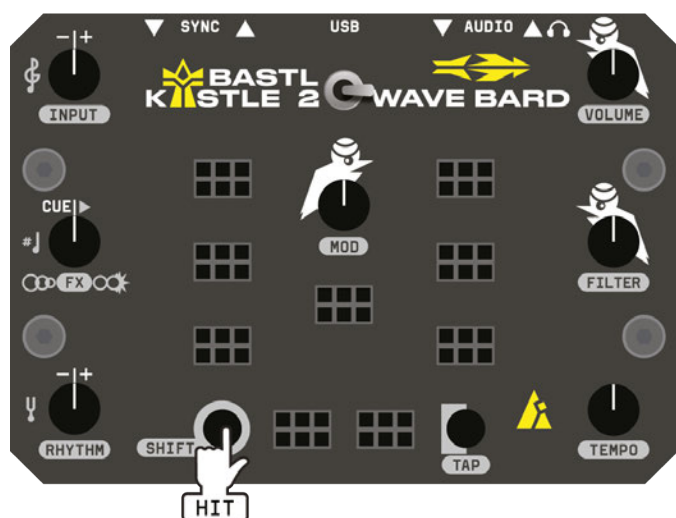 SYNC USB AUDIO
-|+
INPUT
BASTL
KASTLE 2 WAVE BARD
VOLUME
CUE
#
MOD
FX
FILTER
-|+
RHYTHM
SHIFT
TAP
TEMPO
HIT